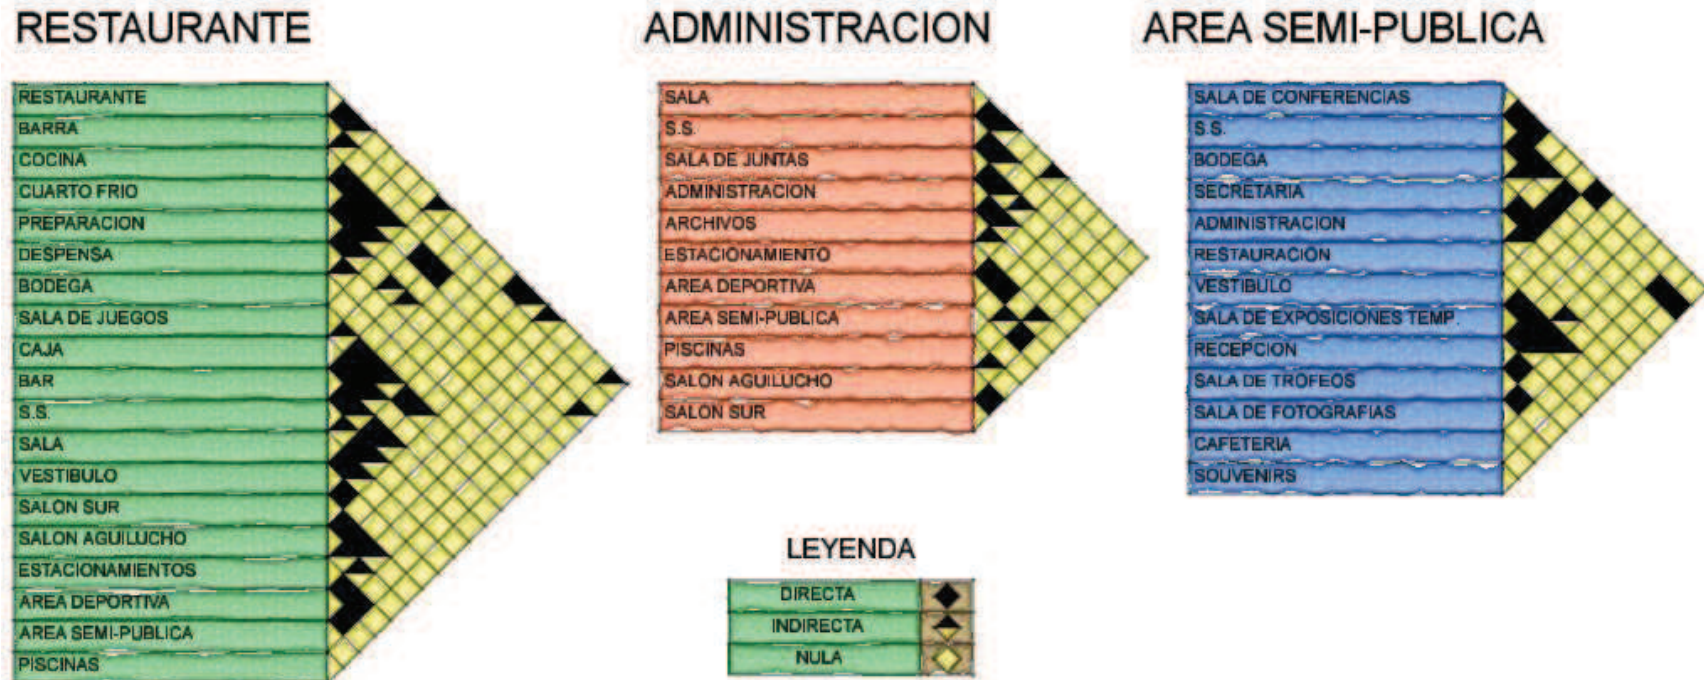 RESTAURANTE
RESTAURANTE
BARRA
COCINA
CUARTO FRIO
PREPARACION
DESPENSA
BODEGA
SALA DE JUEGOS
CAJA
BAR
S.S.
SALA
VESTIBULO
SALON SUR
SALON AGUILUCHO
ESTACIONAMIENTOS
AREA DEPORTIVA
AREA SEMI-PUBLICA
PISCINAS
ADMINISTRACION
SALA
S.S.
SALA DE JUNTAS
ADMINISTRACION
ARCHIVOS
ESTACIONAMIENTO
AREA DEPORTIVA
AREA SEMI-PUBLICA
PISCINAS
SALON AGUILUCHO
SALON SUR
LEYENDA
DIRECTA
INDIRECTA
NULA
AREA SEMI-PUBLICA
SALA DE CONFERENCIAS
S.S.
BODEGA
SECRETARIA
ADMINISTRACION
RESTAURACIÓN
VESTIBULO
SALA DE EXPOSICIONES TEMP.
RECEPCION
SALA DE TROFEOS
SALA DE FOTOGRAFIAS
CAFETERIA
SOUVENIRS